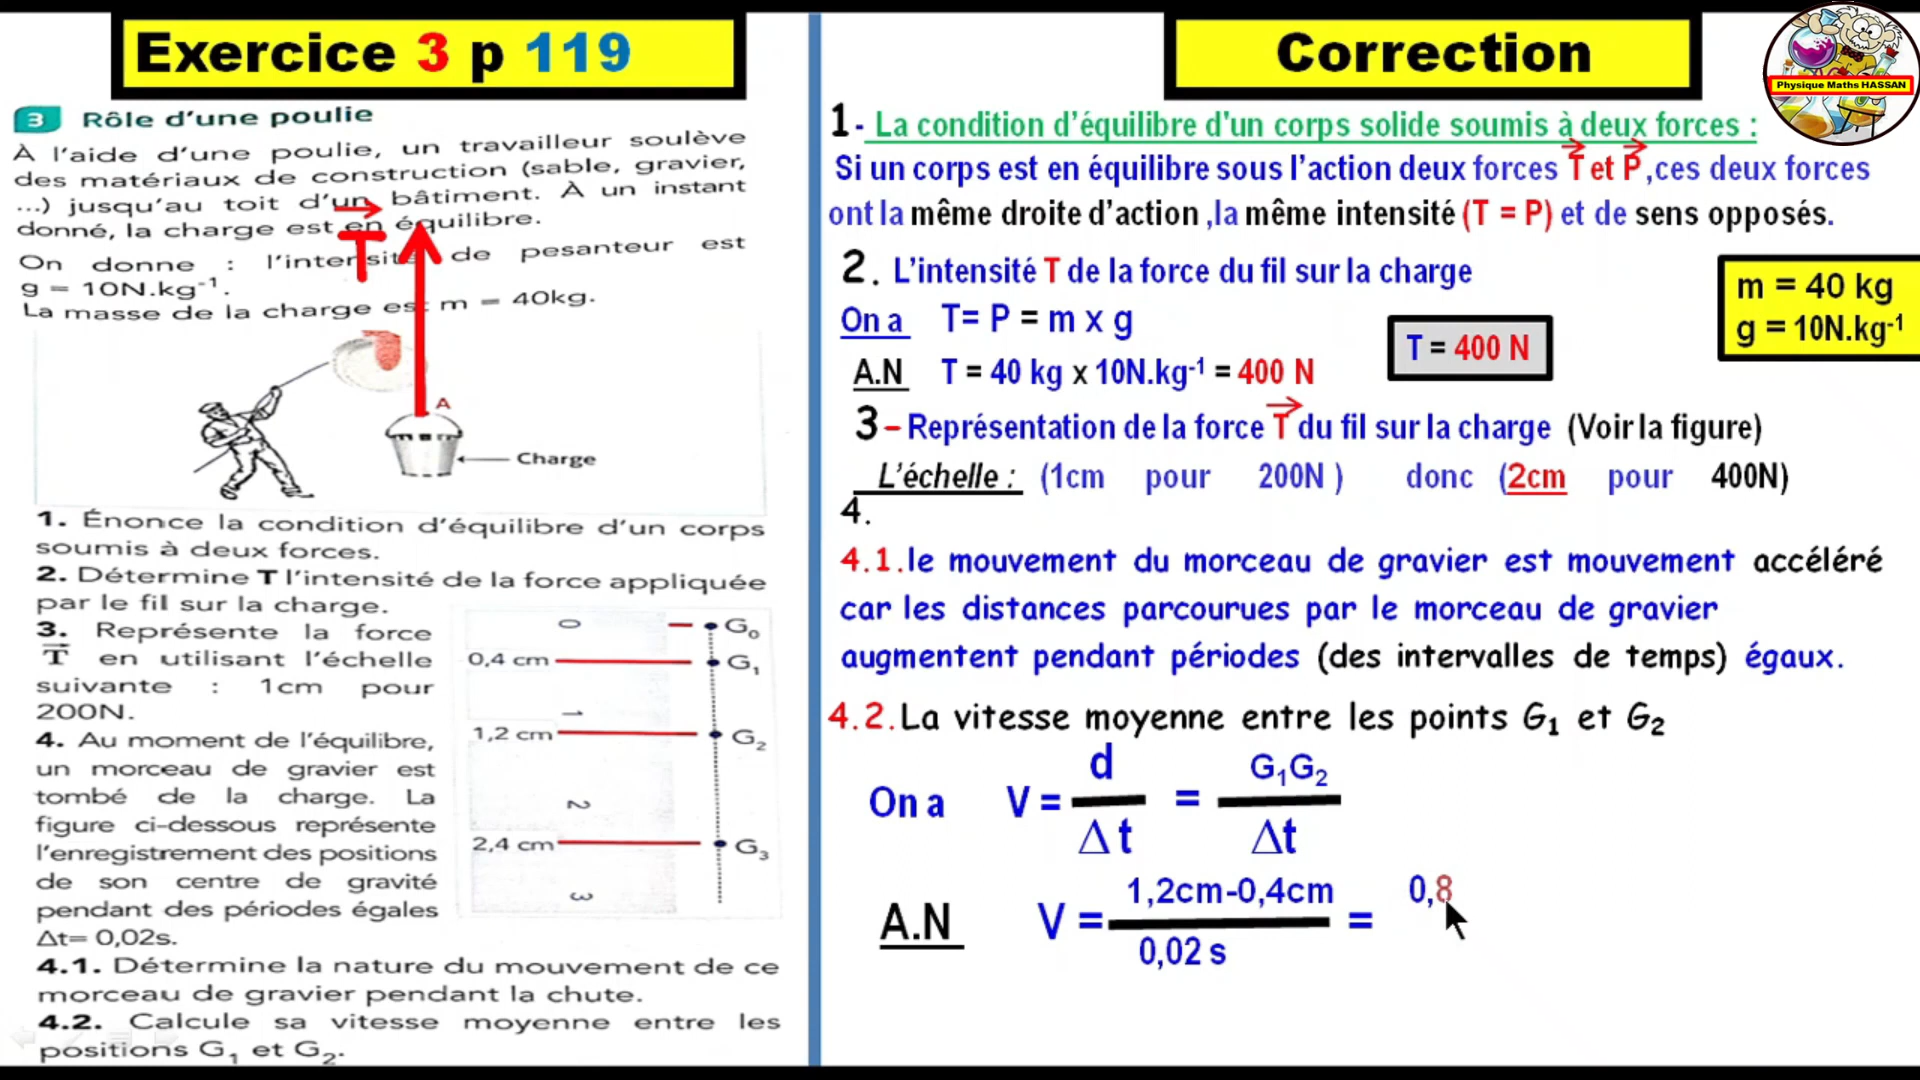 Exercice 3 p 119
3 Rôle d'une poulie
À l'aide d'une poulie, un travailleur soulève
des matériaux de construction (sable, gravier,
...) jusqu'au toit d'un bâtiment. À un instant
donné, la charge est en équilibre.
On donne : l'intensité de pesanteur est
g = 10N.kg-1.
La masse de la charge est m = 40kg.
T
A
Charge
1. Énonce la condition d'équilibre d'un corps
soumis à deux forces.
2. Détermine T l'intensité de la force appliquée
par le fil sur la charge.
3. Représente la force
T en utilisant l'échelle
suivante : 1cm pour
200N.
4. Au moment de l'équilibre,
un morceau de gravier est
tombé de la charge. La
figure ci-dessous représente
l'enregistrement des positions
de son centre de gravité
pendant des périodes égales
Δt= 0,02s.
4.1. Détermine la nature du mouvement de ce
morceau de gravier pendant la chute.
4.2. Calcule sa vitesse moyenne entre les
positions G1 et G2.
0 G0
0,4 cm G1
1
1,2 cm G2
2
2,4 cm G3
3
Correction
Physique Maths HASSAN
1- La condition d'équilibre d'un corps solide soumis à deux forces :
Si un corps est en équilibre sous l'action deux forces T et P ,ces deux forces
ont la même droite d'action ,la même intensité (T = P) et de sens opposés.
2. L'intensité T de la force du fil sur la charge
On a T= P = m x g
A.N T = 40 kg x 10N.kg-1 = 400 N
T = 400 N
m = 40 kg
g = 10N.kg-1
3– Représentation de la force T du fil sur la charge (Voir la figure)
L'échelle : (1cm pour 200N ) donc (2cm pour 400N)
4.
4.1.le mouvement du morceau de gravier est mouvement accéléré
car les distances parcourues par le morceau de gravier
augmentent pendant périodes (des intervalles de temps) égaux.
4.2.La vitesse moyenne entre les points G1 et G2
On a V = d / Δt = G1G2 / Δt
A.N V = 1,2cm-0,4cm / 0,02 s = 0,8